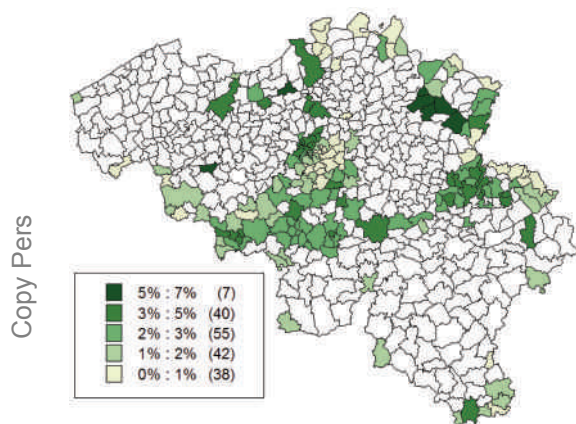 Copy Pers
5% : 7% (7)
3% : 5% (40)
2% : 3% (55)
1% : 2% (42)
0% : 1% (38)